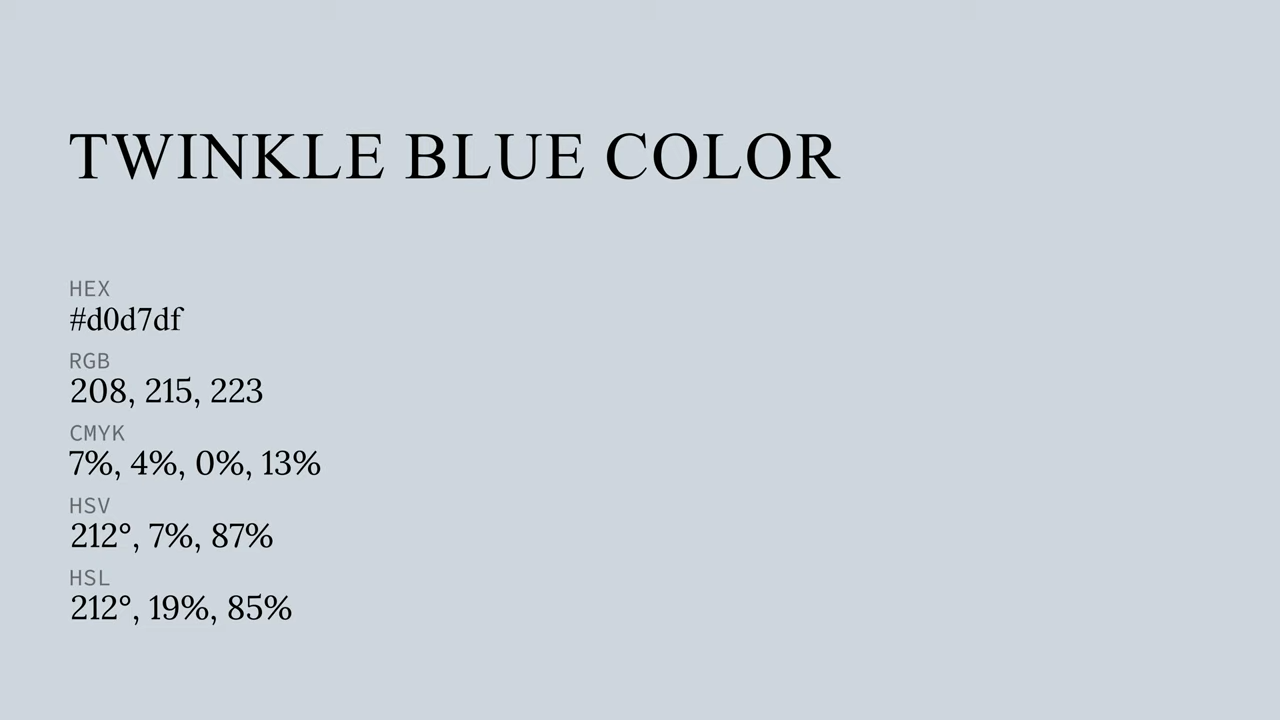 TWINKLE BLUE COLOR
HEX
#d0d7df
RGB
208, 215, 223
CMYK
7%, 4%, 0%, 13%
HSV
212°, 7%, 87%
HSL
212°, 19%, 85%